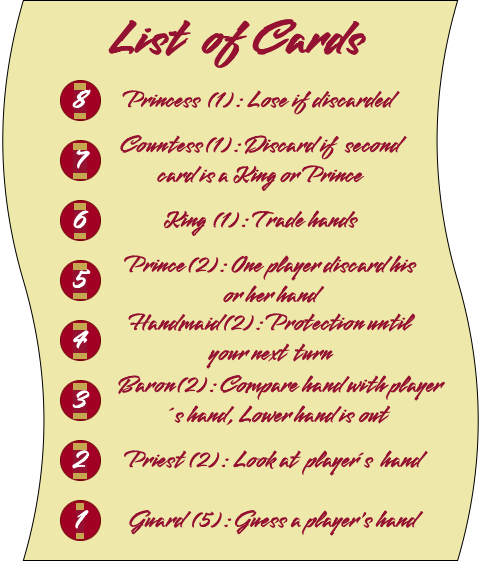 List of Cards
8 Princess (1): Lose if discarded
7 Countess (1): Discard if second
card is a King or Prince
6 King (1): Trade hands
5 Prince (2): One player discard his
or her hand
4 Handmaid (2): Protection until
your next turn
3 Baron (2): Compare hand with player
´s hand, Lower hand is out
2 Priest (2): Look at player´s hand
1 Guard (5): Guess a player's hand